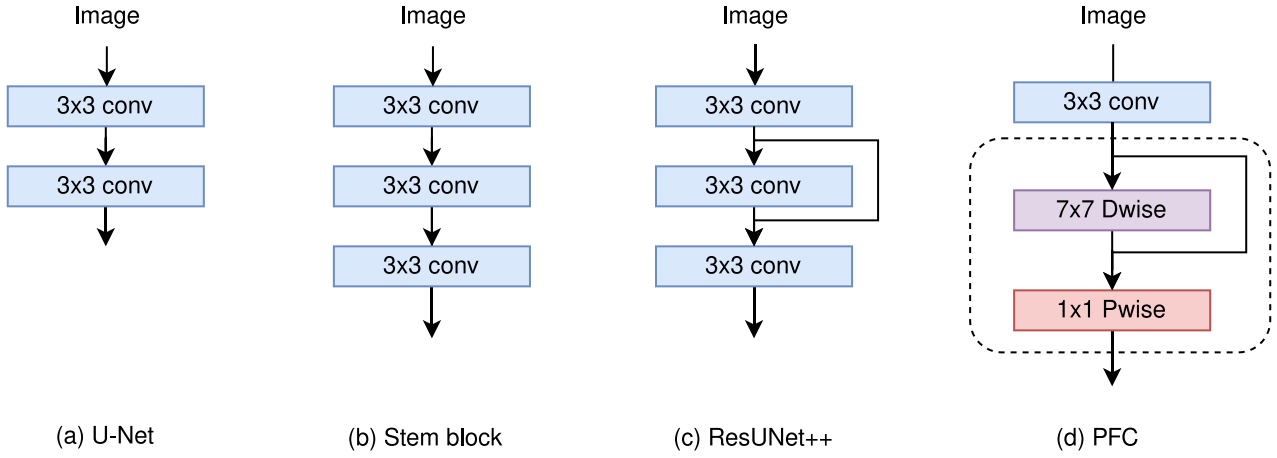 Image
3x3 conv
3x3 conv
(a) U-Net
Image
3x3 conv
3x3 conv
3x3 conv
(b) Stem block
Image
3x3 conv
3x3 conv
3x3 conv
(c) ResUNet++
Image
3x3 conv
7x7 Dwise
1x1 Pwise
(d) PFC